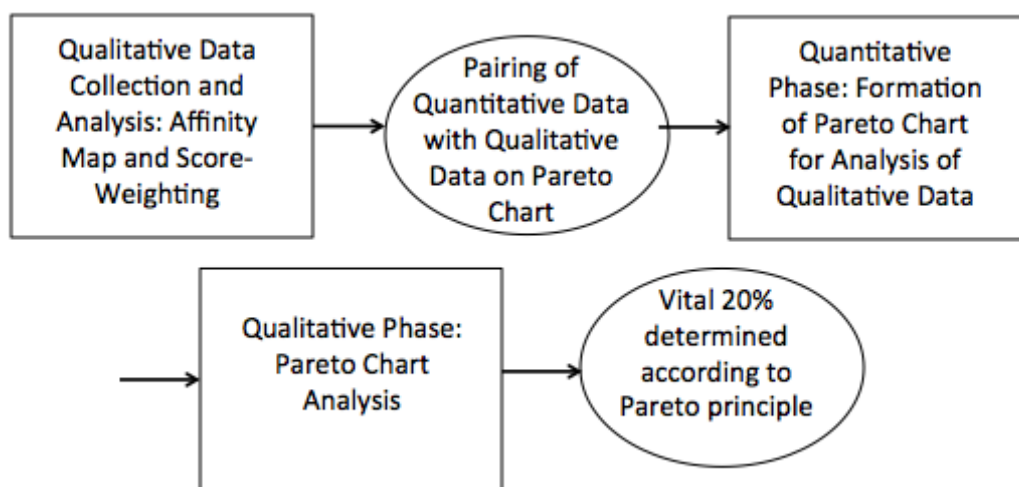 Qualitative Data
Collection and
Analysis: Affinity
Map and Score-
Weighting
Pairing of
Quantitative Data
with Qualitative
Data on Pareto
Chart
Quantitative
Phase: Formation
of Pareto Chart
for Analysis of
Qualitative Data
Qualitative Phase:
Pareto Chart
Analysis
Vital 20%
determined
according to
Pareto principle